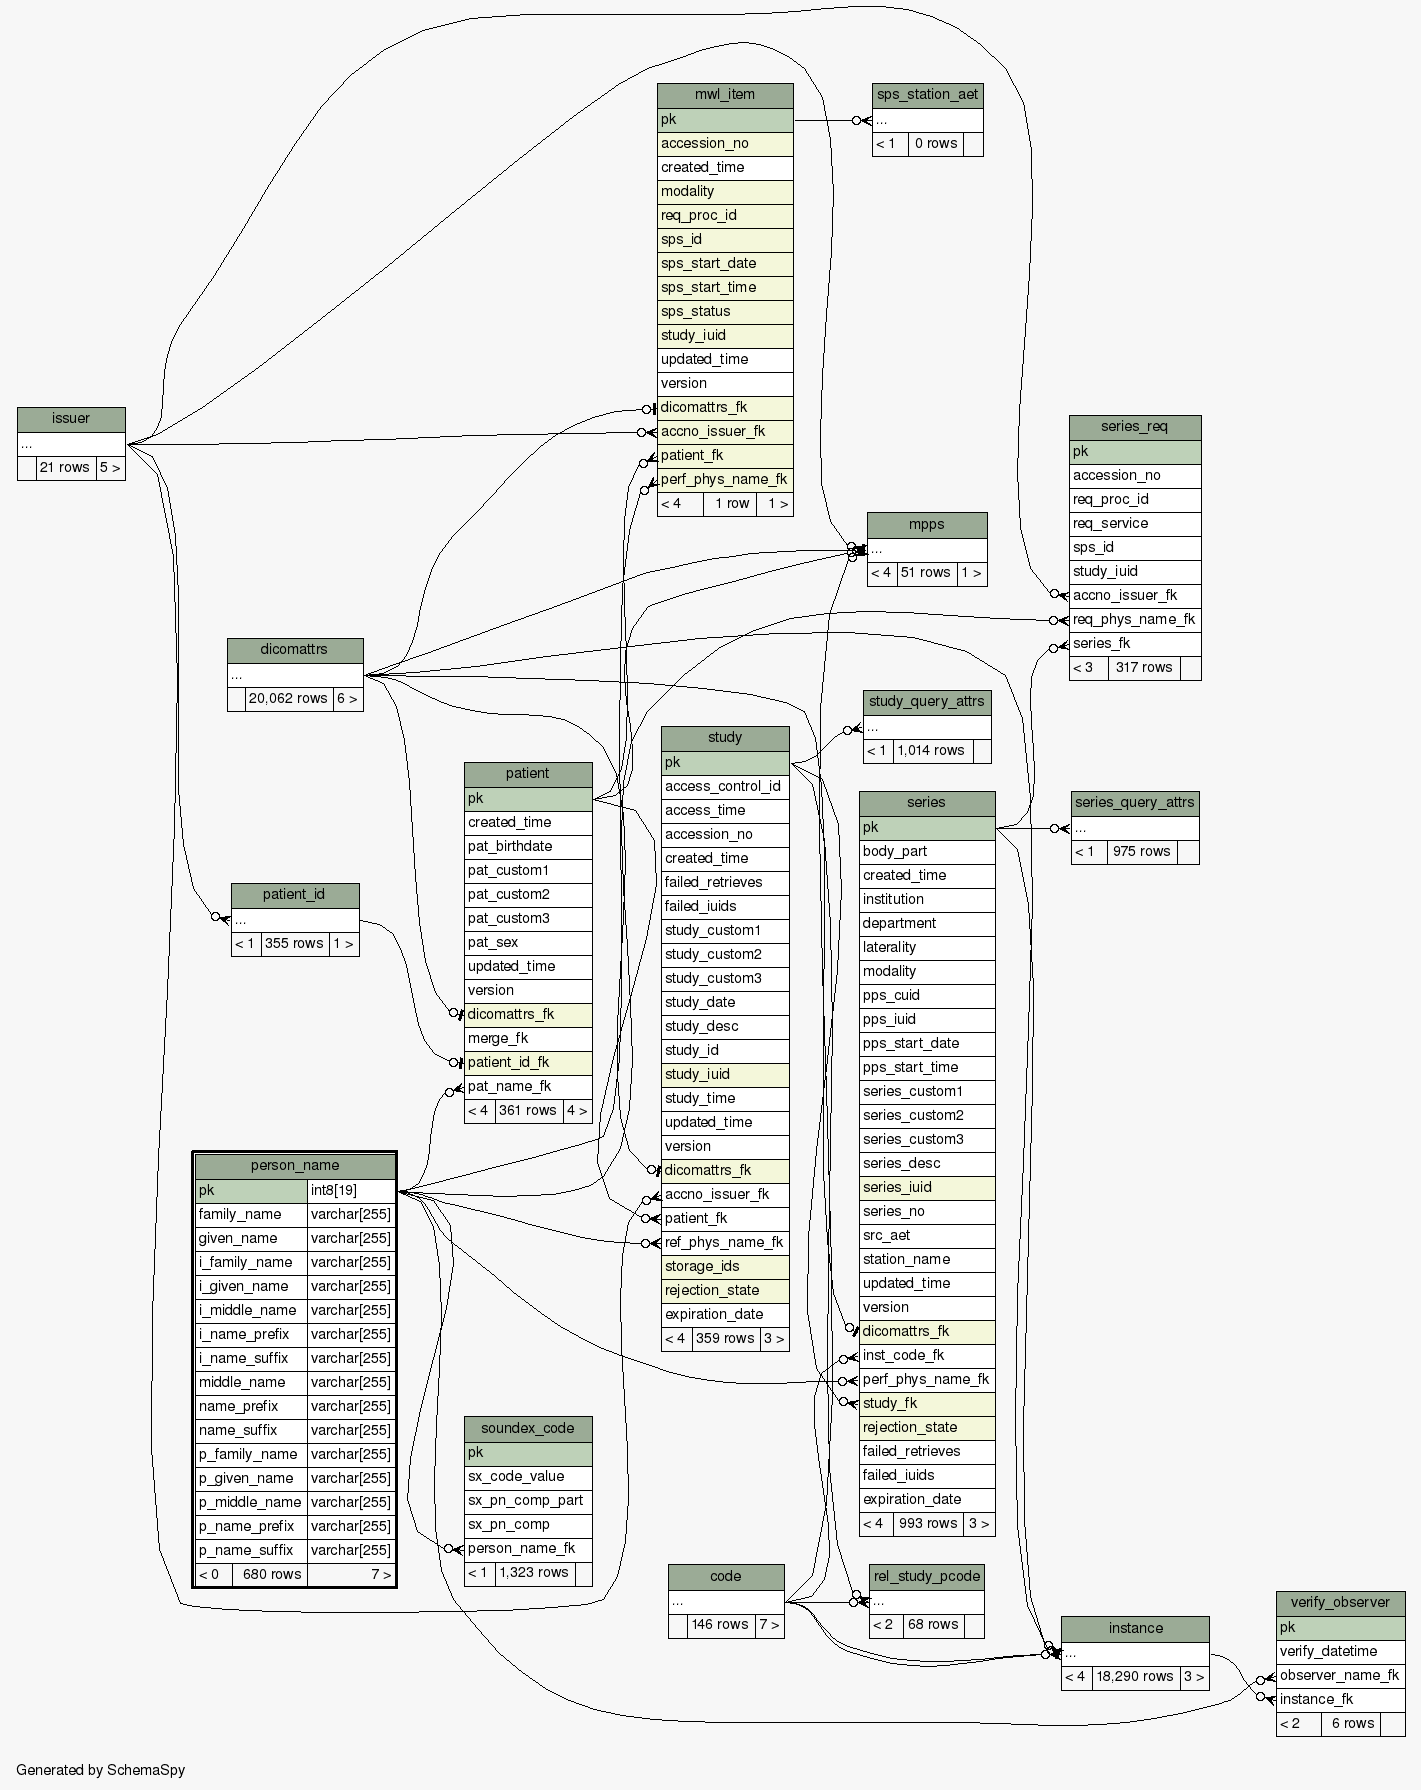 mwl_item
pk
accession_no
created_time
modality
req_proc_id
sps_id
sps_start_date
sps_start_time
sps_status
study_iuid
updated_time
version
dicomattrs_fk
accno_issuer_fk
patient_fk
perf_phys_name_fk
< 4 1 row 1 >
sps_station_aet
...
< 1 0 rows
issuer
...
21 rows 5 >
series_req
pk
accession_no
req_proc_id
req_service
sps_id
study_iuid
accno_issuer_fk
req_phys_name_fk
series_fk
< 3 317 rows
mpps
...
< 4 51 rows 1 >
dicomattrs
...
20,062 rows 6 >
study_query_attrs
...
< 1 1,014 rows
study
pk
access_control_id
access_time
accession_no
created_time
failed_retrieves
failed_iuids
study_custom1
study_custom2
study_custom3
study_date
study_desc
study_id
study_iuid
study_time
updated_time
version
dicomattrs_fk
accno_issuer_fk
patient_fk
ref_phys_name_fk
storage_ids
rejection_state
expiration_date
< 4 359 rows 3 >
patient
pk
created_time
pat_birthdate
pat_custom1
pat_custom2
pat_custom3
pat_sex
updated_time
version
dicomattrs_fk
merge_fk
patient_id_fk
pat_name_fk
< 4 361 rows 4 >
series
pk
body_part
created_time
institution
department
laterality
modality
pps_cuid
pps_iuid
pps_start_date
pps_start_time
series_custom1
series_custom2
series_custom3
series_desc
series_iuid
series_no
src_aet
station_name
updated_time
version
dicomattrs_fk
inst_code_fk
perf_phys_name_fk
study_fk
rejection_state
failed_retrieves
failed_iuids
expiration_date
< 4 993 rows 3 >
series_query_attrs
...
< 1 975 rows
patient_id
...
< 1 355 rows 1 >
person_name
pk int8[19]
family_name varchar[255]
given_name varchar[255]
i_family_name varchar[255]
i_given_name varchar[255]
i_middle_name varchar[255]
i_name_prefix varchar[255]
i_name_suffix varchar[255]
middle_name varchar[255]
name_prefix varchar[255]
name_suffix varchar[255]
p_family_name varchar[255]
p_given_name varchar[255]
p_middle_name varchar[255]
p_name_prefix varchar[255]
p_name_suffix varchar[255]
< 0 680 rows 7 >
soundex_code
pk
sx_code_value
sx_pn_comp_part
sx_pn_comp
person_name_fk
< 1 1,323 rows
code
...
146 rows 7 >
rel_study_pcode
...
< 2 68 rows
instance
...
< 4 18,290 rows 3 >
verify_observer
pk
verify_datetime
observer_name_fk
instance_fk
< 2 6 rows
Generated by SchemaSpy